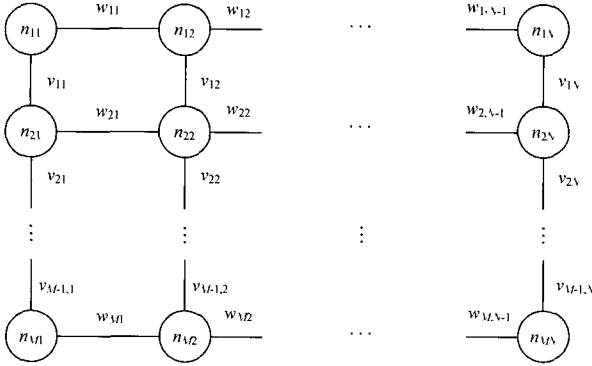 w11 w12 w1,N-1
n11 n12 ··· n1N
v11 v12 v1N
w21 w22 w2,N-1
n21 n22 ··· n2N
v21 v22 v2N
⋮ ⋮ ⋮ ⋮
vM-1,1 vM-1,2 vM-1,N
wM1 wM2 wM,N-1
nM1 nM2 ··· nMN